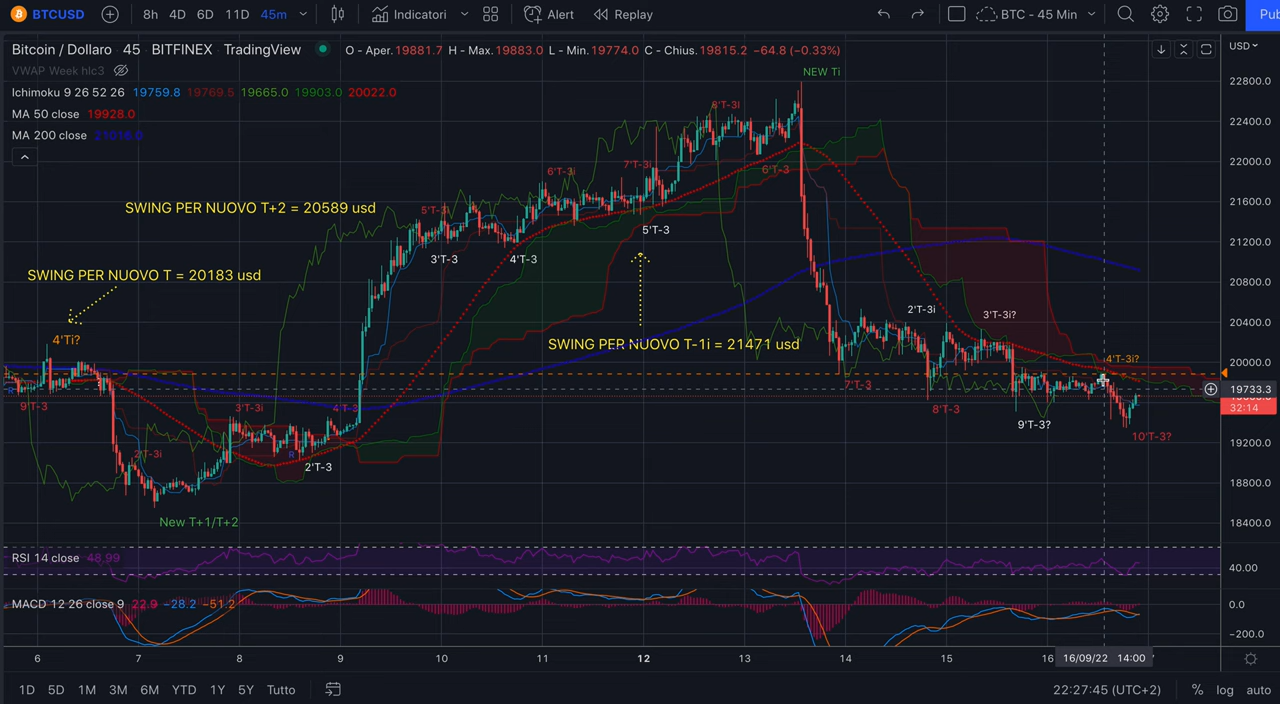 BTCUSD 8h 4D 6D 11D 45m Indicatori Alert Replay BTC - 45 Min Pub
Bitcoin / Dollaro · 45 · BITFINEX · TradingView O - Aper.19881.7 H - Max.19883.0 L - Min.19774.0 C - Chius.19815.2 −64.8 (−0.33%) USD
VWAP Week hlc3
Ichimoku 9 26 52 26 19759.8 19769.5 19665.0 19903.0 20022.0
MA 50 close 19928.0
MA 200 close
NEW Ti
22800.0
22400.0
22000.0
21600.0
21200.0
20800.0
20400.0
20000.0
19733.3
32:14
19200.0
18800.0
18400.0
6'T-3i
7'T-3i
6'T-3
SWING PER NUOVO T+2 = 20589 usd
5'T-3
3'T-3
4'T-3
SWING PER NUOVO T = 20183 usd
2'T-3i
3'T-3i?
4'Ti?
SWING PER NUOVO T-1i = 21471 usd
4'T-3i?
7'T-3
R
9'T-3
3'T-3i
4'T-3
8'T-3
9'T-3?
10'T-3?
2'T-3i
R
2'T-3
New T+1/T+2
RSI 14 close 48.99
40.00
MACD 12 26 close 9 22.9 −28.2 −51.2
0.0
−200.0
6 7 8 9 10 11 12 13 14 15 16 16/09/22 14:00
1D 5D 1M 3M 6M YTD 1Y 5Y Tutto 22:27:45 (UTC+2) % log auto